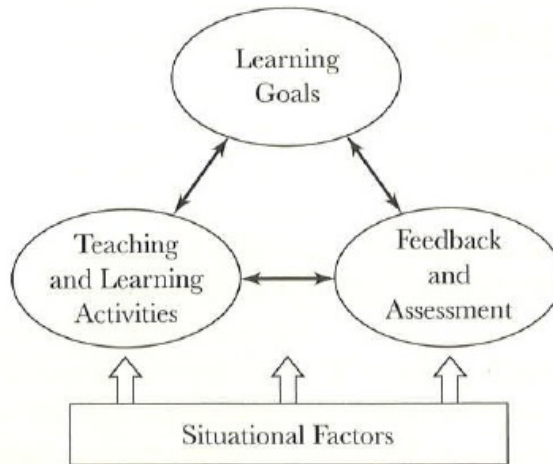 Learning
Goals
Teaching
and Learning
Activities
Feedback
and
Assessment
Situational Factors